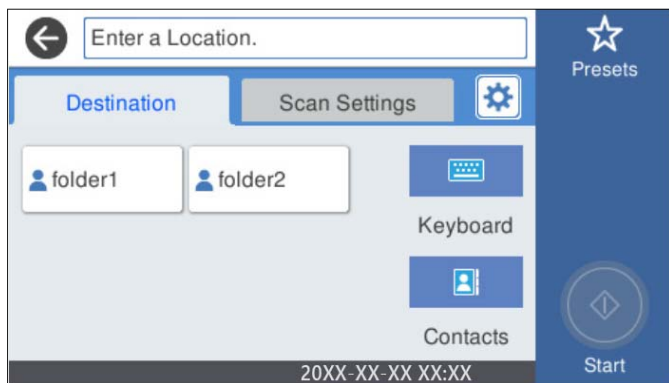 Enter a Location.
Presets
Destination
Scan Settings
folder1
folder2
Keyboard
Contacts
Start
20XX-XX-XX XX:XX